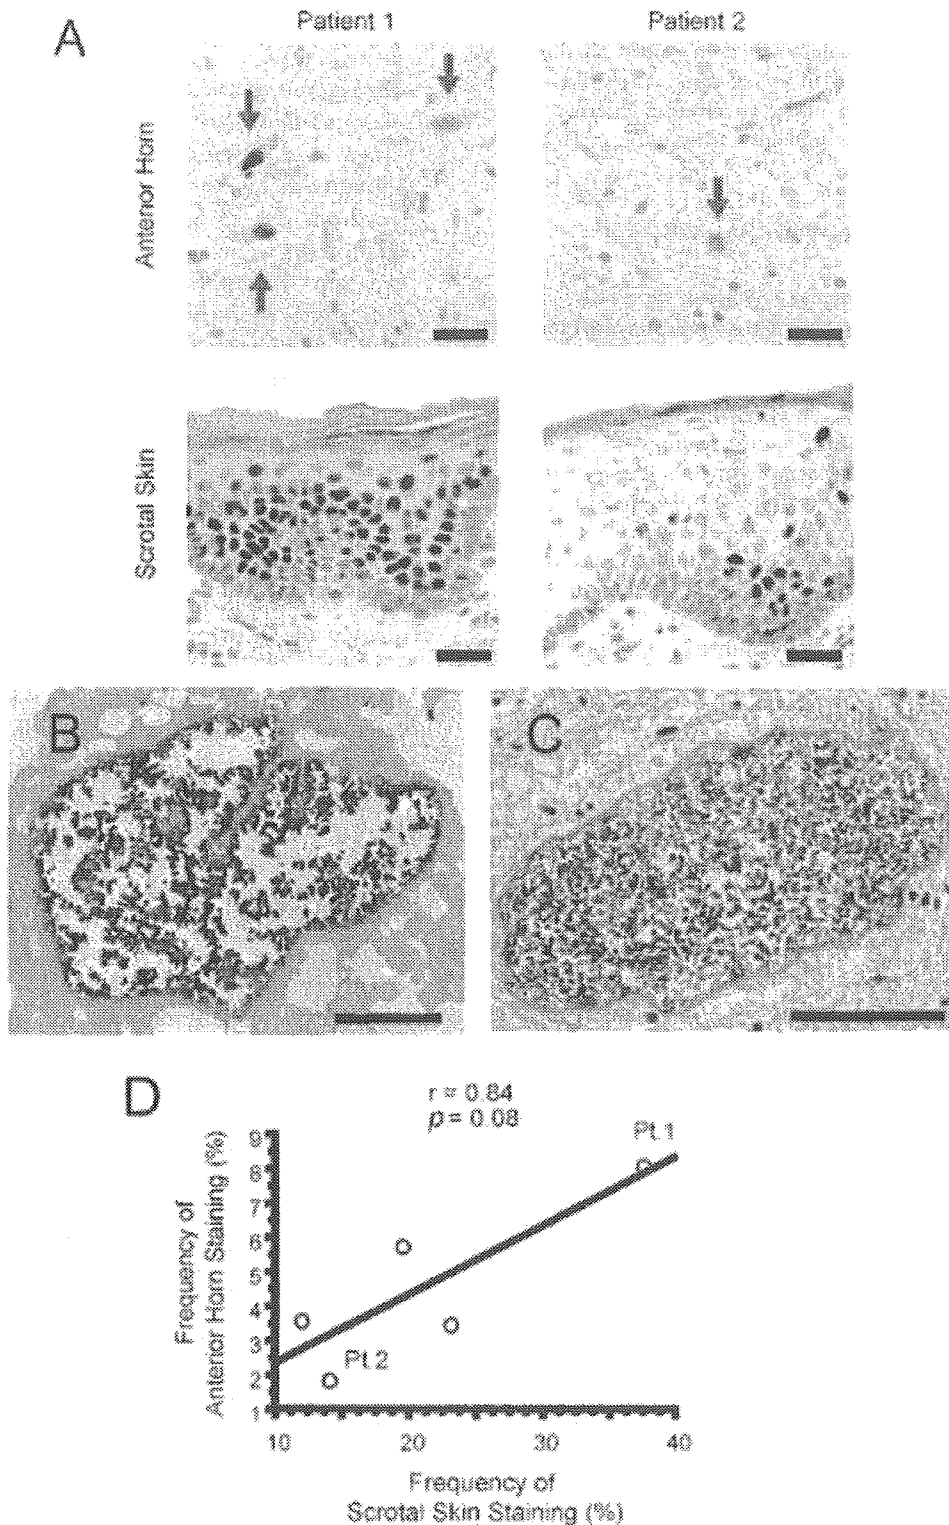 A
Patient 1
Patient 2
Anterior Horn
Scrotal Skin
B
C
D
r = 0.84
p = 0.08
Pt.1
Pt.2
9
8
7
6
5
4
3
2
1
10 20 30 40
Frequency of
Anterior Horn Staining (%)
Frequency of
Scrotal Skin Staining (%)